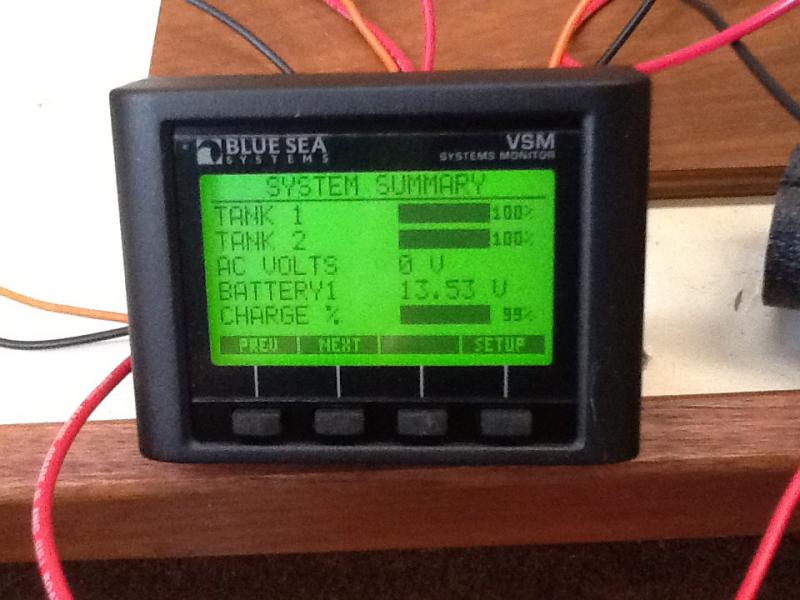 BLUE SEA
SYSTEMS
VSM
SYSTEMS MONITOR
SYSTEM SUMMARY
TANK 1 100%
TANK 2 100%
AC VOLTS 0 V
BATTERY1 13.53 V
CHARGE % 99%
PREV NEXT SETUP